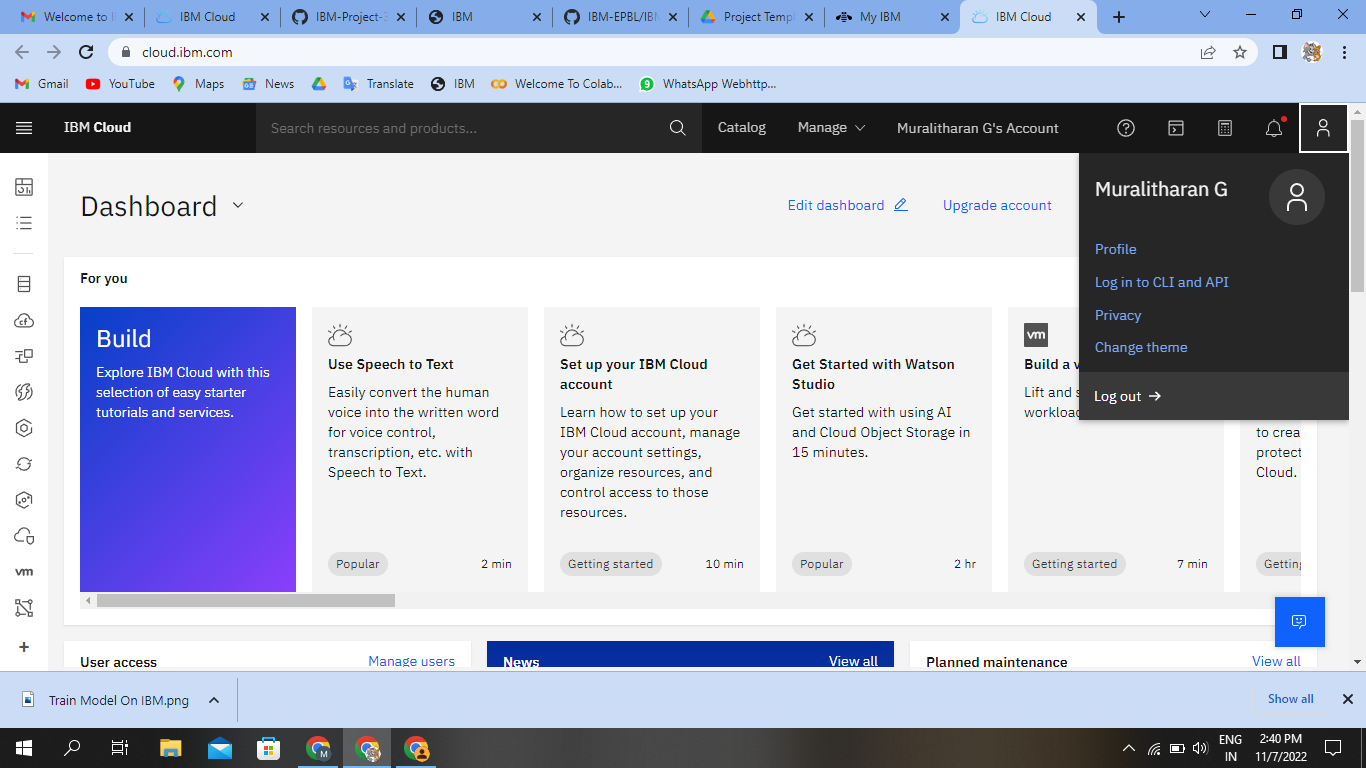 Welcome to I
IBM Cloud
IBM-Project-3
IBM
IBM-EPBL/IBM
Project Templ
My IBM
IBM Cloud
cloud.ibm.com
Gmail
YouTube
Maps
News
Translate
IBM
Welcome To Colab...
9
WhatsApp Webhttp...
IBM Cloud
Search resources and products...
Catalog
Manage
Muralitharan G's Account
Muralitharan G
Profile
Log in to CLI and API
Privacy
Change theme
Log out
Dashboard
Edit dashboard
Upgrade account
For you
Build
Explore IBM Cloud with this
selection of easy starter
tutorials and services.
Use Speech to Text
Easily convert the human
voice into the written word
for voice control,
transcription, etc. with
Speech to Text.
Popular
2 min
Set up your IBM Cloud
account
Learn how to set up your
IBM Cloud account, manage
your account settings,
organize resources, and
control access to those
resources.
Getting started
10 min
Get Started with Watson
Studio
Get started with using AI
and Cloud Object Storage in
15 minutes.
Popular
2 hr
vm
Build a v
Lift and s
workload
Getting started
7 min
to crea
protect
Cloud.
Getting
cf
vm
User access
Manage users
News
View all
Planned maintenance
View all
Train Model On IBM.png
Show all
M
ENG
IN
2:40 PM
11/7/2022